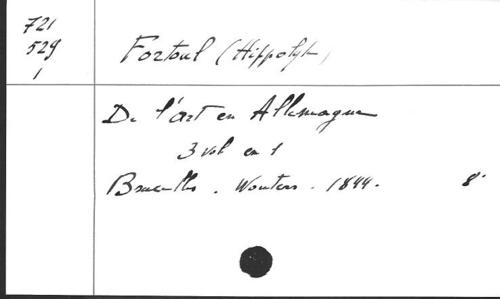 721
529
1
Fortoul (Hippolyte)
De l'art en Allemagne
3 vol en 1
Bruxelles. Wouters. 1844. 8°